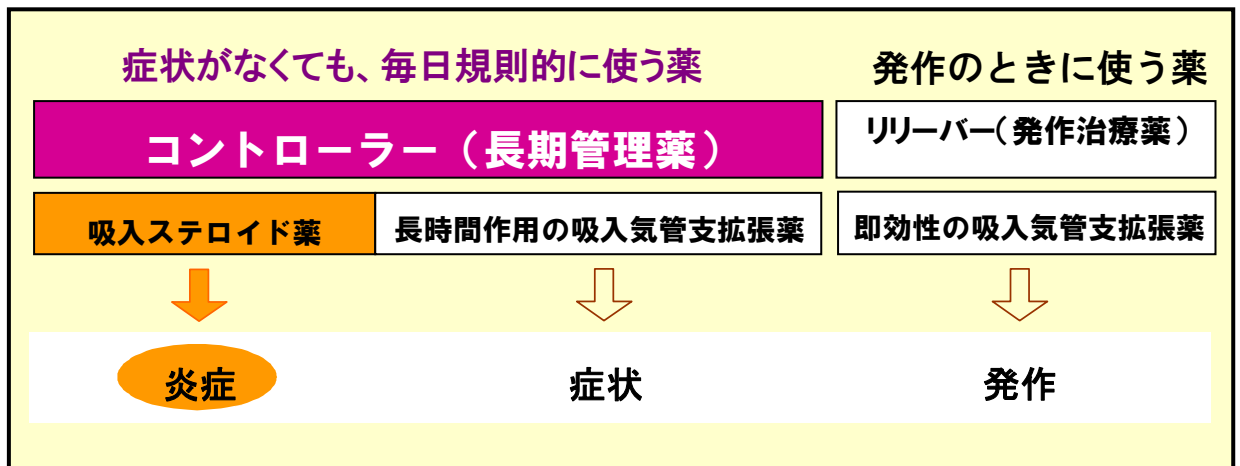 症状がなくても、毎日規則的に使う薬
発作のときに使う薬
コントローラー（長期管理薬）
リリーバー（発作治療薬）
吸入ステロイド薬
長時間作用の吸入気管支拡張薬
即効性の吸入気管支拡張薬
炎症
症状
発作